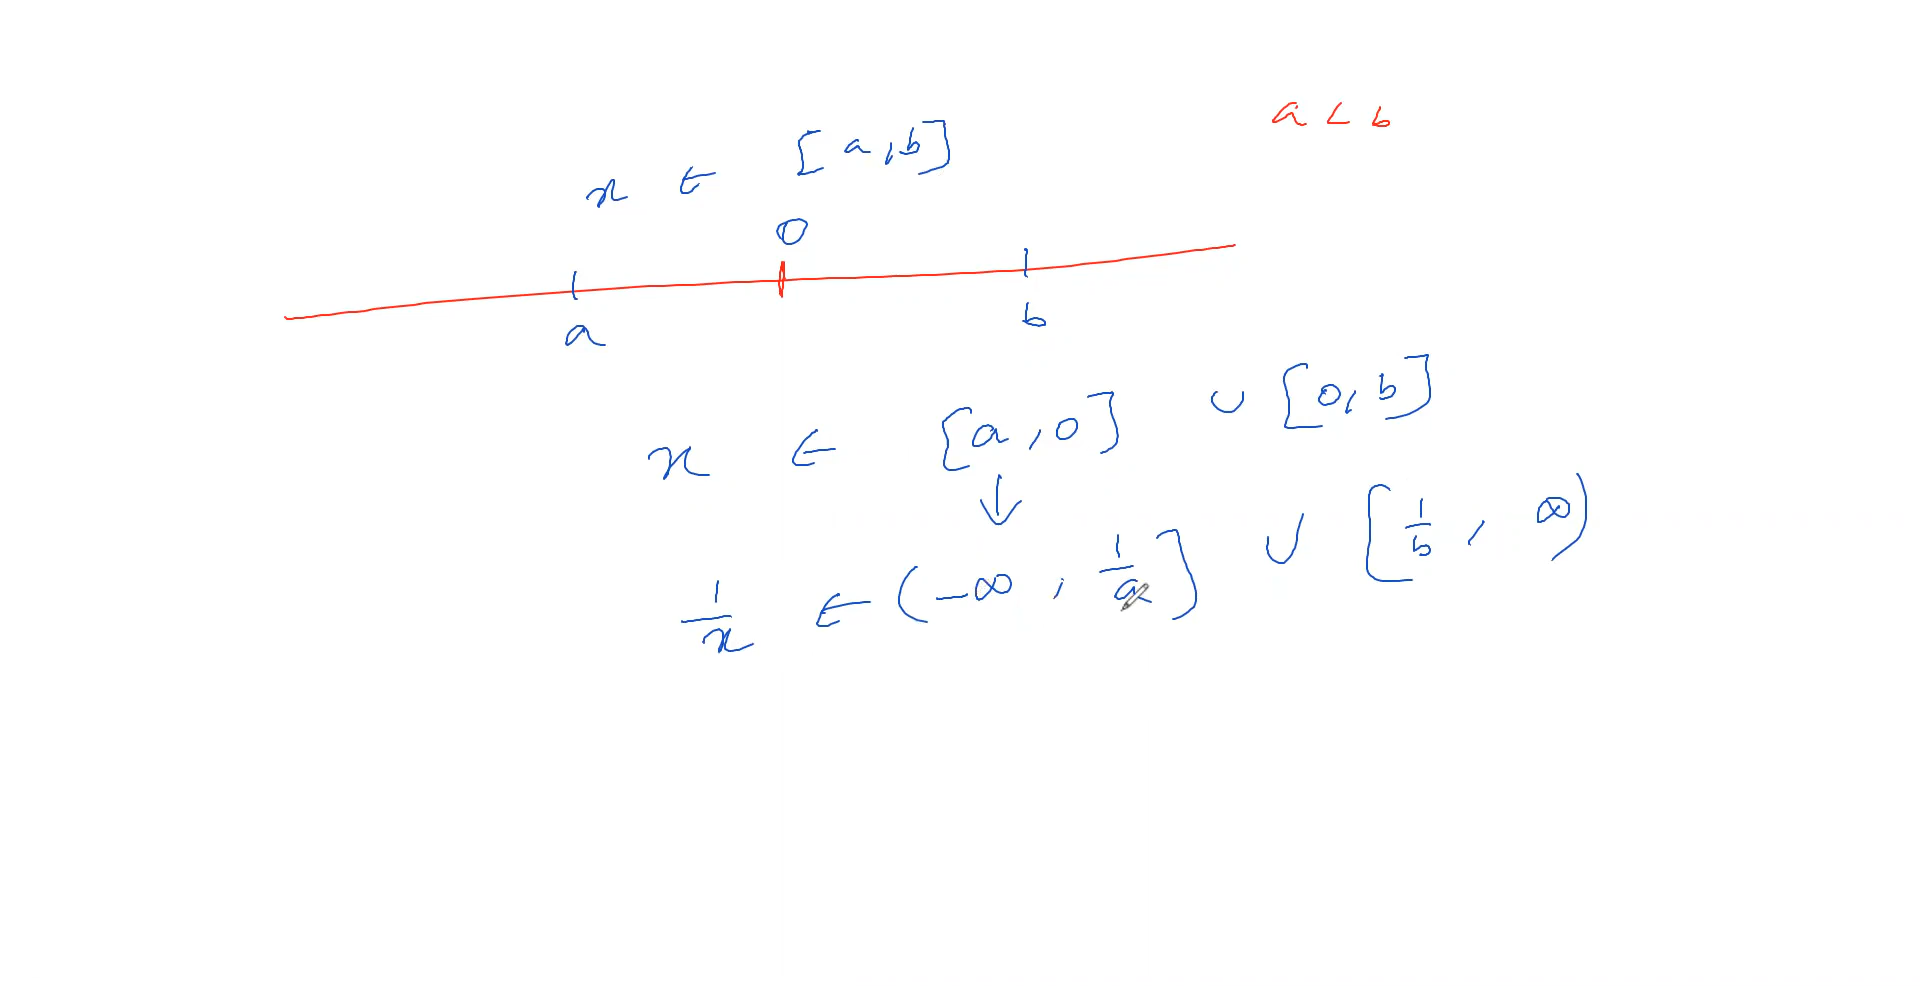 a < b
x ∈ [a, b]
0
a
b
x ∈ [a, 0] ∪ [0, b]
↓
1/x ∈ (-∞, 1/a] ∪ [1/b, ∞)